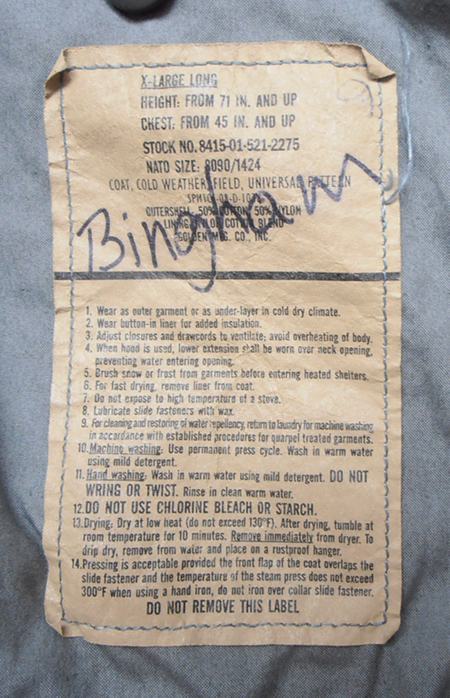 X-LARGE LONG
HEIGHT: FROM 71 IN. AND UP
CHEST: FROM 45 IN. AND UP
STOCK NO. 8415-01-521-2275
NATO SIZE: 8090/1424
COAT, COLD WEATHER, FIELD, UNIVERSAL PATTERN
OUTERSHELL, 50% COTTON 50% NYLON
LINING: NYLON/COTTON BLEND
GOLDEN MFG. CO., INC.
Bingham
1. Wear as outer garment or as under-layer in cold dry climate.
2. Wear button-in liner for added insulation.
3. Adjust closures and drawcords to ventilate; avoid overheating of body.
4. When hood is used, lower extension shall be worn over neck opening,
preventing water entering opening.
5. Brush snow or frost from garments before entering heated shelters.
6. For fast drying, remove liner from coat.
7. Do not expose to high temperature of a stove.
8. Lubricate slide fasteners with wax.
9. For cleaning and restoring of water repellency, return to laundry for machine washing
in accordance with established procedures for quarpel treated garments.
10. Machine washing: Use permanent press cycle. Wash in warm water
using mild detergent.
11. Hand washing: Wash in warm water using mild detergent. DO NOT
WRING OR TWIST. Rinse in clean warm water.
12. DO NOT USE CHLORINE BLEACH OR STARCH.
13. Drying: Dry at low heat (do not exceed 130°F). After drying, tumble at
room temperature for 10 minutes. Remove immediately from dryer. To
drip dry, remove from water and place on a rustproof hanger.
14. Pressing is acceptable provided the front flap of the coat overlaps the
slide fastener and the temperature of the steam press does not exceed
300°F when using a hand iron, do not iron over collar slide fastener.
DO NOT REMOVE THIS LABEL